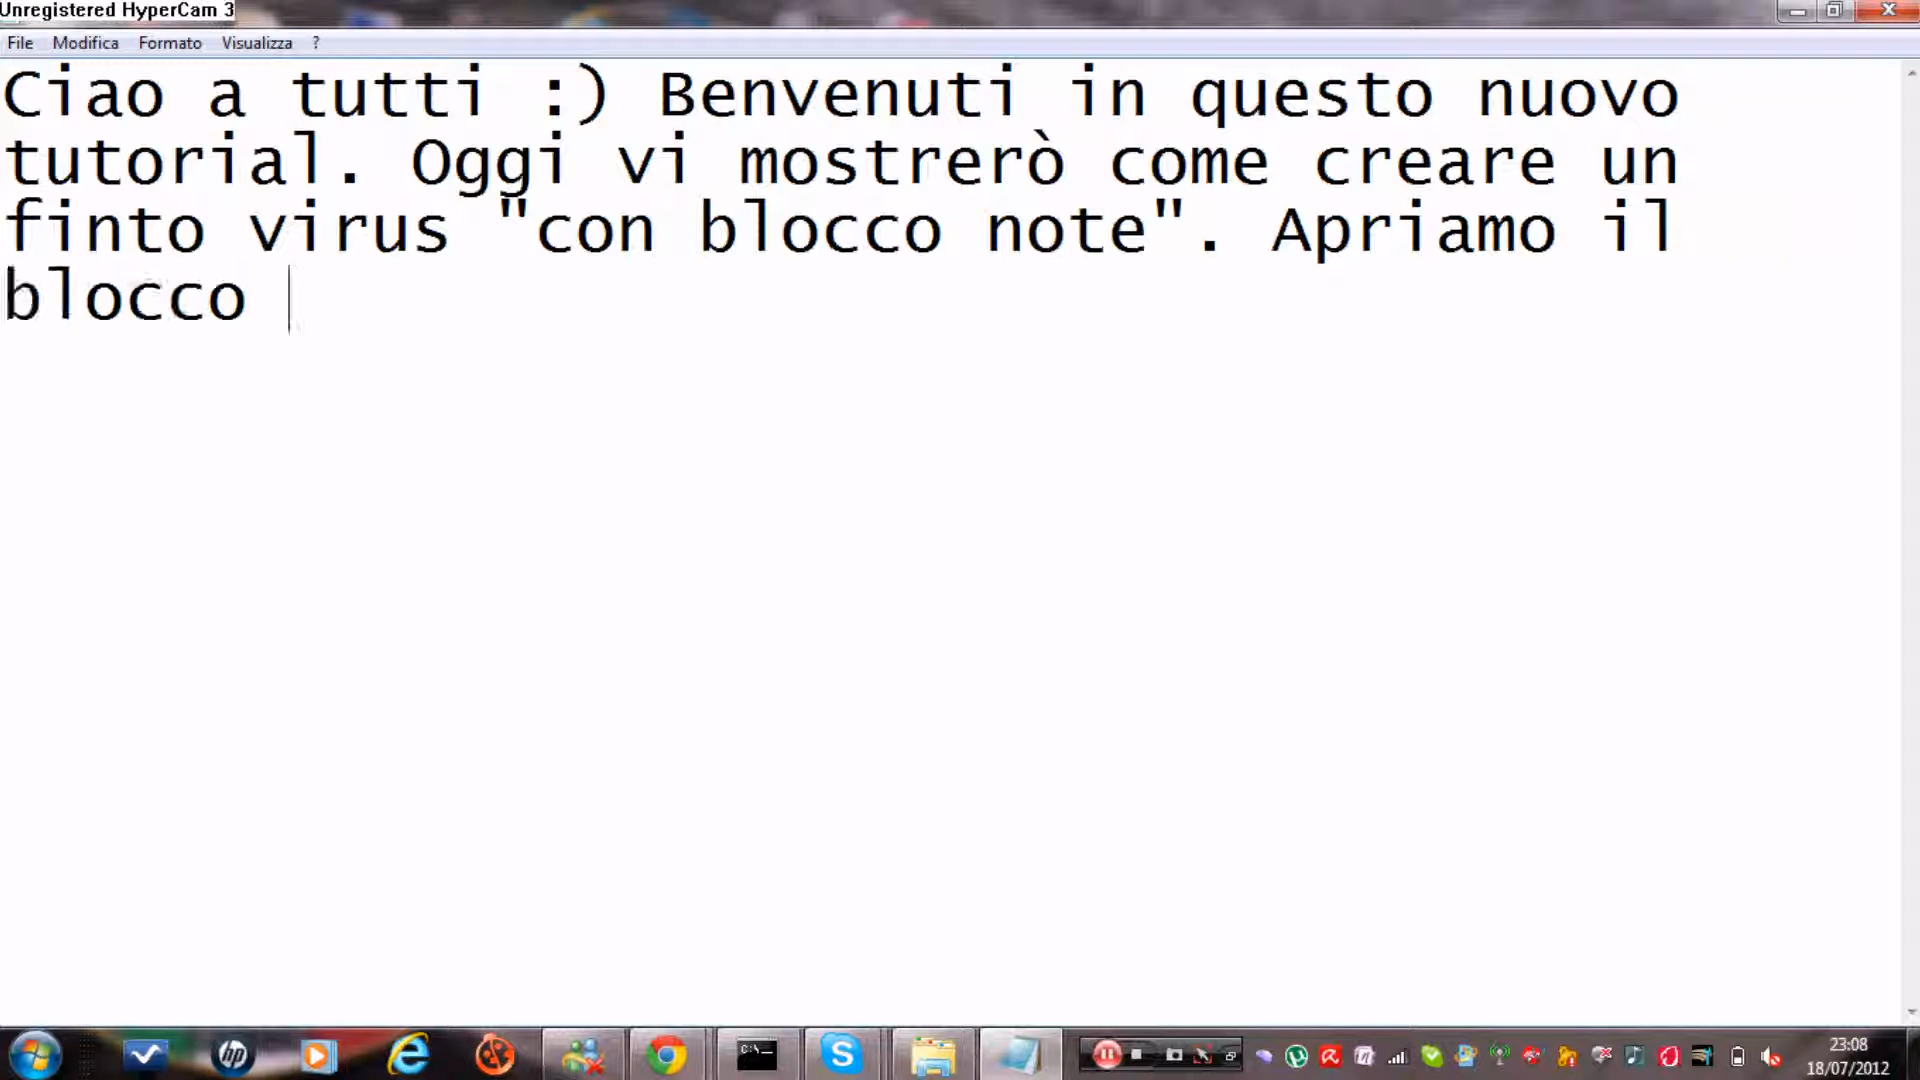 Unregistered HyperCam 3
File Modifica Formato Visualizza ?
Ciao a tutti :) Benvenuti in questo nuovo
tutorial. Oggi vi mostrerò come creare un
finto virus "con blocco note". Apriamo il
blocco
hp
C:\_
23:08
18/07/2012